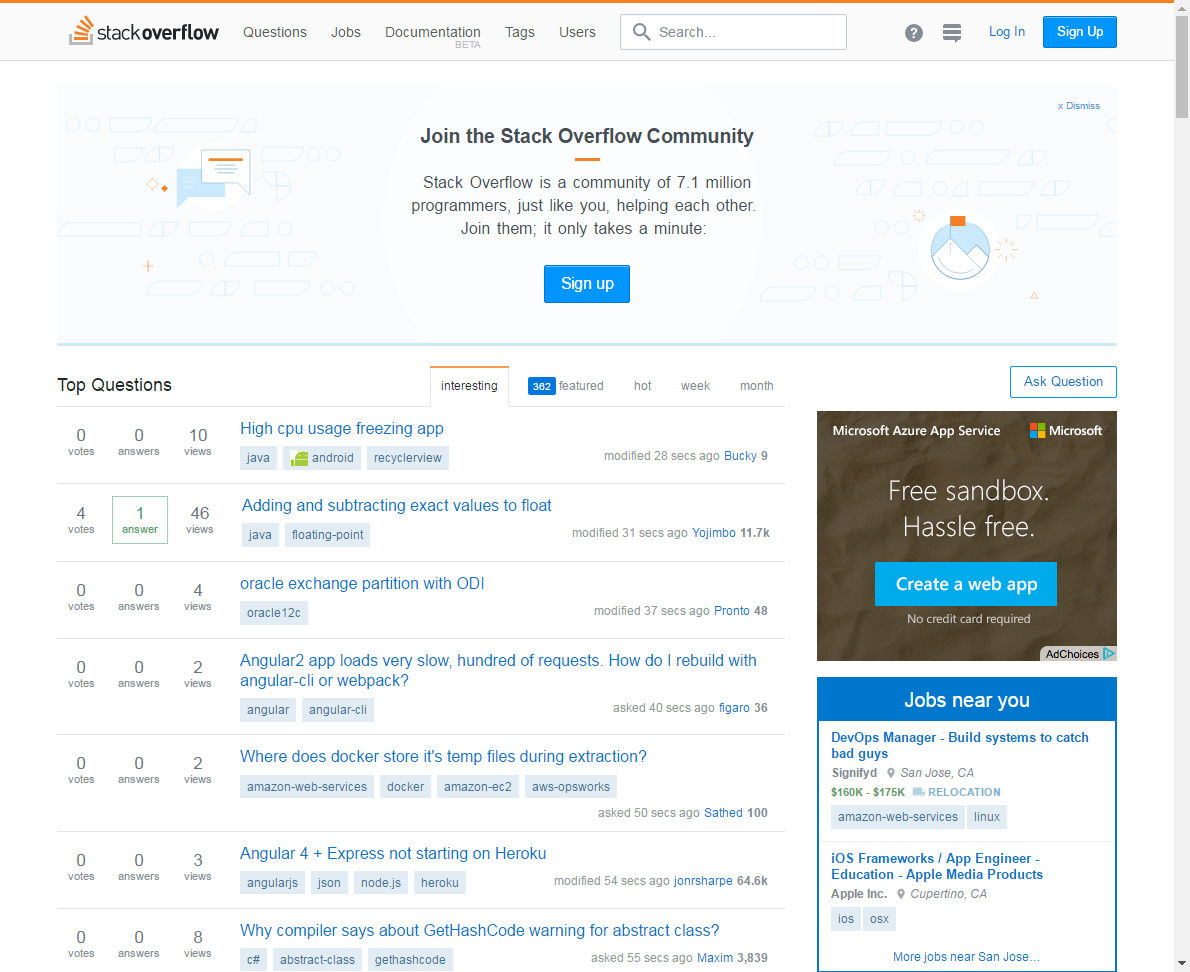 stackoverflow Questions Jobs Documentation Tags Users Search... ? Log In Sign Up
BETA
x Dismiss
Join the Stack Overflow Community
Stack Overflow is a community of 7.1 million
programmers, just like you, helping each other.
Join them; it only takes a minute:
Sign up
Top Questions interesting 362 featured hot week month
0 votes 0 answers 10 views
High cpu usage freezing app
java android recyclerview
modified 28 secs ago Bucky 9
4 votes 1 answer 46 views
Adding and subtracting exact values to float
java floating-point
modified 31 secs ago Yojimbo 11.7k
0 votes 0 answers 4 views
oracle exchange partition with ODI
oracle12c
modified 37 secs ago Pronto 48
0 votes 0 answers 2 views
Angular2 app loads very slow, hundred of requests. How do I rebuild with
angular-cli or webpack?
angular angular-cli
asked 40 secs ago figaro 36
0 votes 0 answers 2 views
Where does docker store it's temp files during extraction?
amazon-web-services docker amazon-ec2 aws-opsworks
asked 50 secs ago Sathed 100
0 votes 0 answers 3 views
Angular 4 + Express not starting on Heroku
angularjs json node.js heroku
modified 54 secs ago jonrsharpe 64.6k
0 votes 0 answers 8 views
Why compiler says about GetHashCode warning for abstract class?
c# abstract-class gethashcode
asked 55 secs ago Maxim 3,839
Ask Question
Microsoft Azure App Service Microsoft
Free sandbox.
Hassle free.
Create a web app
No credit card required
AdChoices
Jobs near you
DevOps Manager - Build systems to catch
bad guys
Signifyd San Jose, CA
$160K - $175K RELOCATION
amazon-web-services linux
iOS Frameworks / App Engineer -
Education - Apple Media Products
Apple Inc. Cupertino, CA
ios osx
More jobs near San Jose…